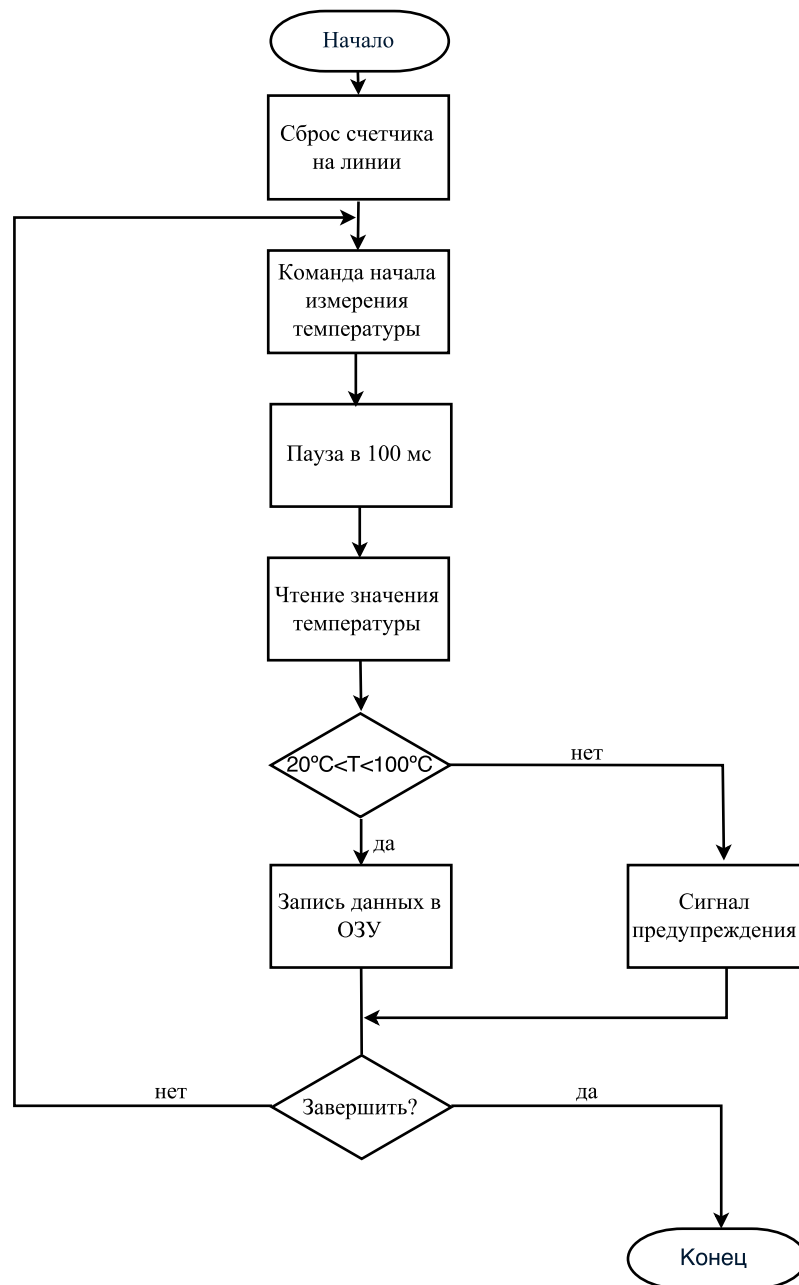 Начало
Сброс счетчика
на линии
Команда начала
измерения
температуры
Пауза в 100 мс
Чтение значения
температуры
20°C<T<100°C
нет
да
Запись данных в
ОЗУ
Сигнал
предупреждения
нет
Завершить?
да
Конец